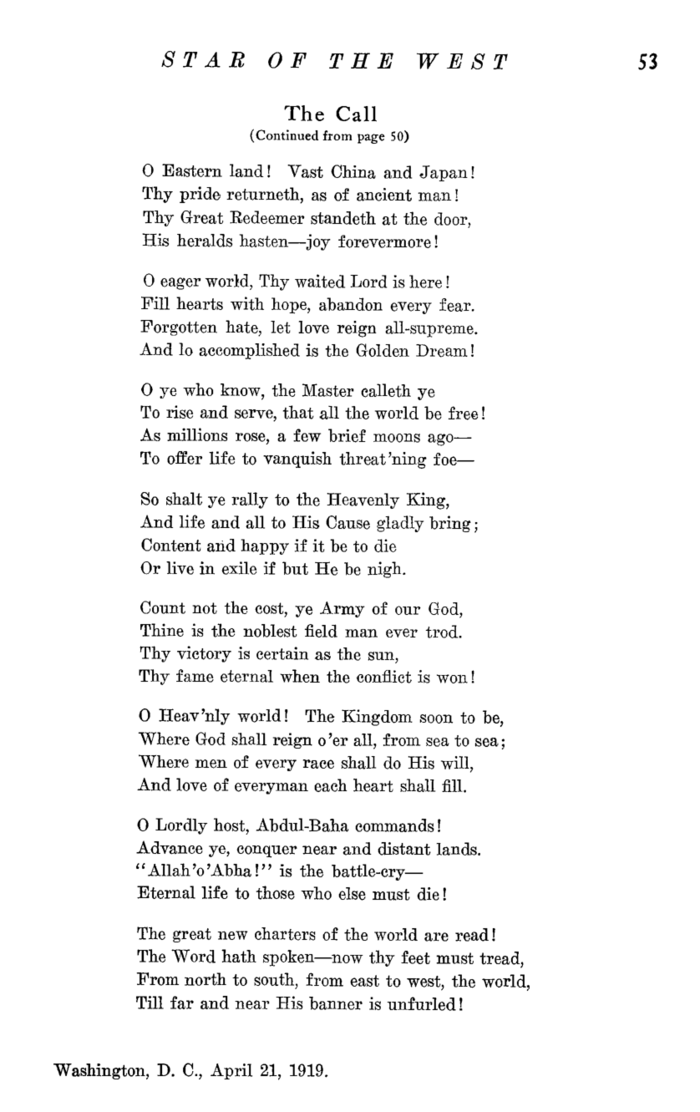 STAR OF THE WEST 53
The Call
(Continued from page 50)
O Eastern land! Vast China and Japan!
Thy pride returneth, as of ancient man!
Thy Great Redeemer standeth at the door,
His heralds hasten—joy forevermore!
O eager world, Thy waited Lord is here!
Fill hearts with hope, abandon every fear.
Forgotten hate, let love reign all-supreme.
And lo accomplished is the Golden Dream!
O ye who know, the Master calleth ye
To rise and serve, that all the world be free!
As millions rose, a few brief moons ago—
To offer life to vanquish threat'ning foe—
So shalt ye rally to the Heavenly King,
And life and all to His Cause gladly bring;
Content and happy if it be to die
Or live in exile if but He be nigh.
Count not the cost, ye Army of our God,
Thine is the noblest field man ever trod.
Thy victory is certain as the sun,
Thy fame eternal when the conflict is won!
O Heav'nly world! The Kingdom soon to be,
Where God shall reign o'er all, from sea to sea;
Where men of every race shall do His will,
And love of everyman each heart shall fill.
O Lordly host, Abdul-Baha commands!
Advance ye, conquer near and distant lands.
"Allah'o'Abha!" is the battle-cry—
Eternal life to those who else must die!
The great new charters of the world are read!
The Word hath spoken—now thy feet must tread,
From north to south, from east to west, the world,
Till far and near His banner is unfurled!
Washington, D. C., April 21, 1919.